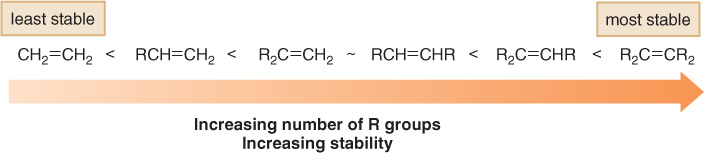 least stable
most stable
CH₂=CH₂ < RCH=CH₂ < R₂C=CH₂ ~ RCH=CHR < R₂C=CHR < R₂C=CR₂
Increasing number of R groups
Increasing stability